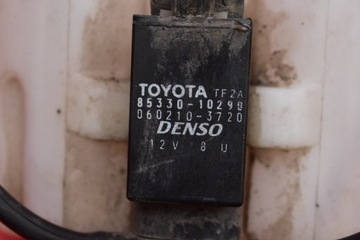 TOYOTA TF2A
85330-10290
060210-3720
DENSO
12V 8U